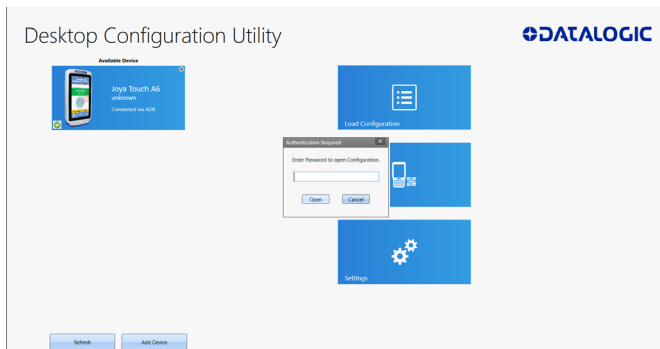 Desktop Configuration Utility
DATALOGIC
Available Device
Joya Touch A6
unknown
Connected via ADB
Load Configuration
Authentication Required
Enter Password to open Configuration.
Open
Cancel
Settings
Refresh
Add Device